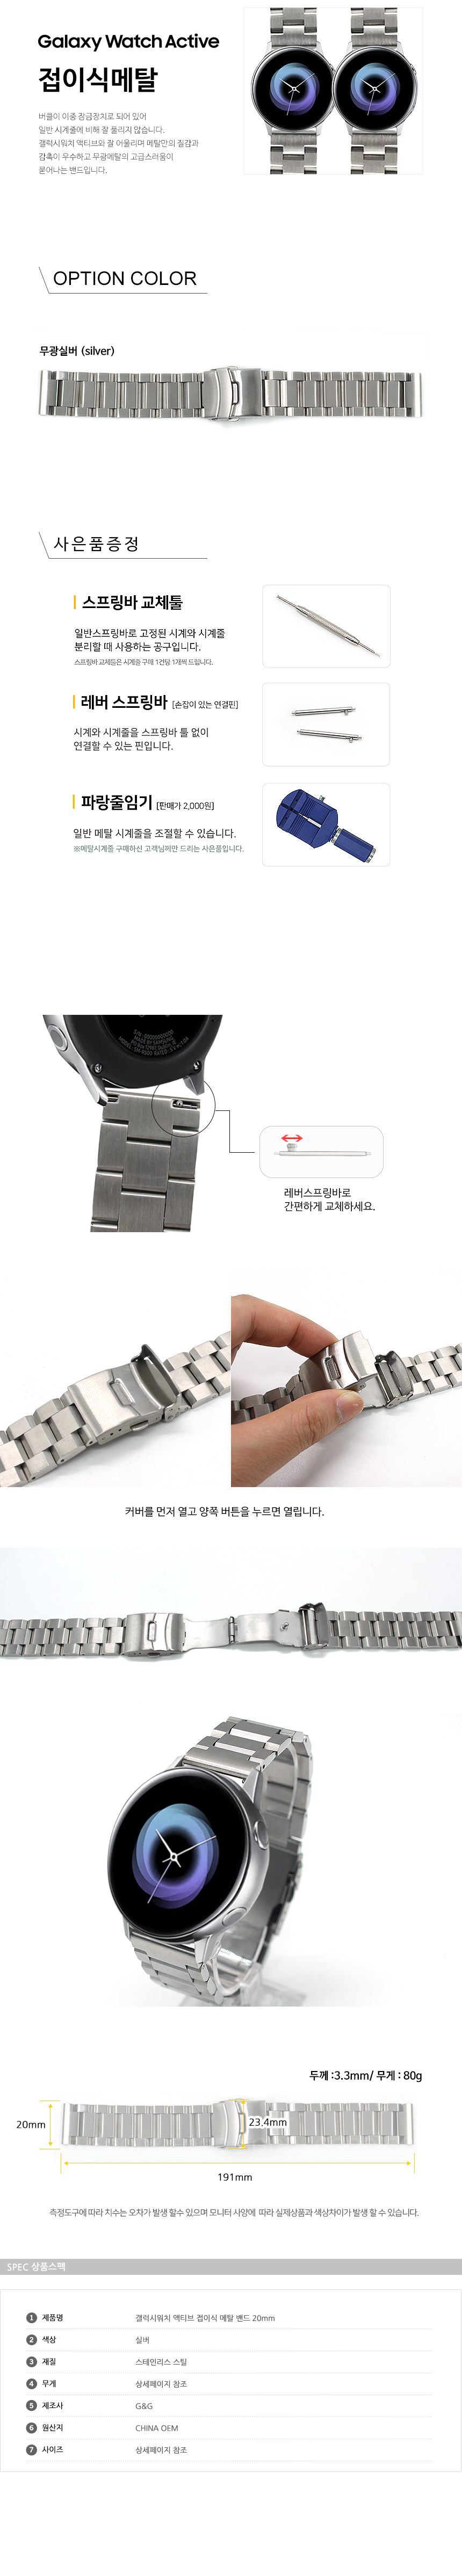 Galaxy Watch Active
접이식메탈
버클이 이중 잠금장치로 되어 있어
일반 시계줄에 비해 잘 풀리지 않습니다.
갤럭시워치 액티브와 잘 어울리며 메탈만의 질감과
감촉이 우수하고 무광메탈의 고급스러움이
묻어나는 밴드입니다.
OPTION COLOR
무광실버 (silver)
사은품증정
스프링바 교체툴
일반스프링바로 고정된 시계와 시계줄
분리할 때 사용하는 공구입니다.
스프링바 교체툴은 시계줄 구매 1건당 1개씩 드립니다.
레버 스프링바 [손잡이 있는 연결핀]
시계와 시계줄을 스프링바 툴 없이
연결할 수 있는 핀입니다.
파랑줄임기 [판매가 2,000원]
일반 메탈 시계줄을 조절할 수 있습니다.
※메탈시계줄 구매하신 고객님께만 드리는 사은품입니다.
레버스프링바로
간편하게 교체하세요.
커버를 먼저 열고 양쪽 버튼을 누르면 열립니다.
두께 :3.3mm/ 무게 : 80g
20mm
23.4mm
191mm
측정도구에 따라 치수는 오차가 발생 할수 있으며 모니터 사양에 따라 실제상품과 색상차이가 발생 할 수 있습니다.
SPEC 상품스펙
1 제품명 갤럭시워치 액티브 접이식 메탈 밴드 20mm
2 색상 실버
3 재질 스테인리스 스틸
4 무게 상세페이지 참조
5 제조사 G&G
6 원산지 CHINA OEM
7 사이즈 상세페이지 참조